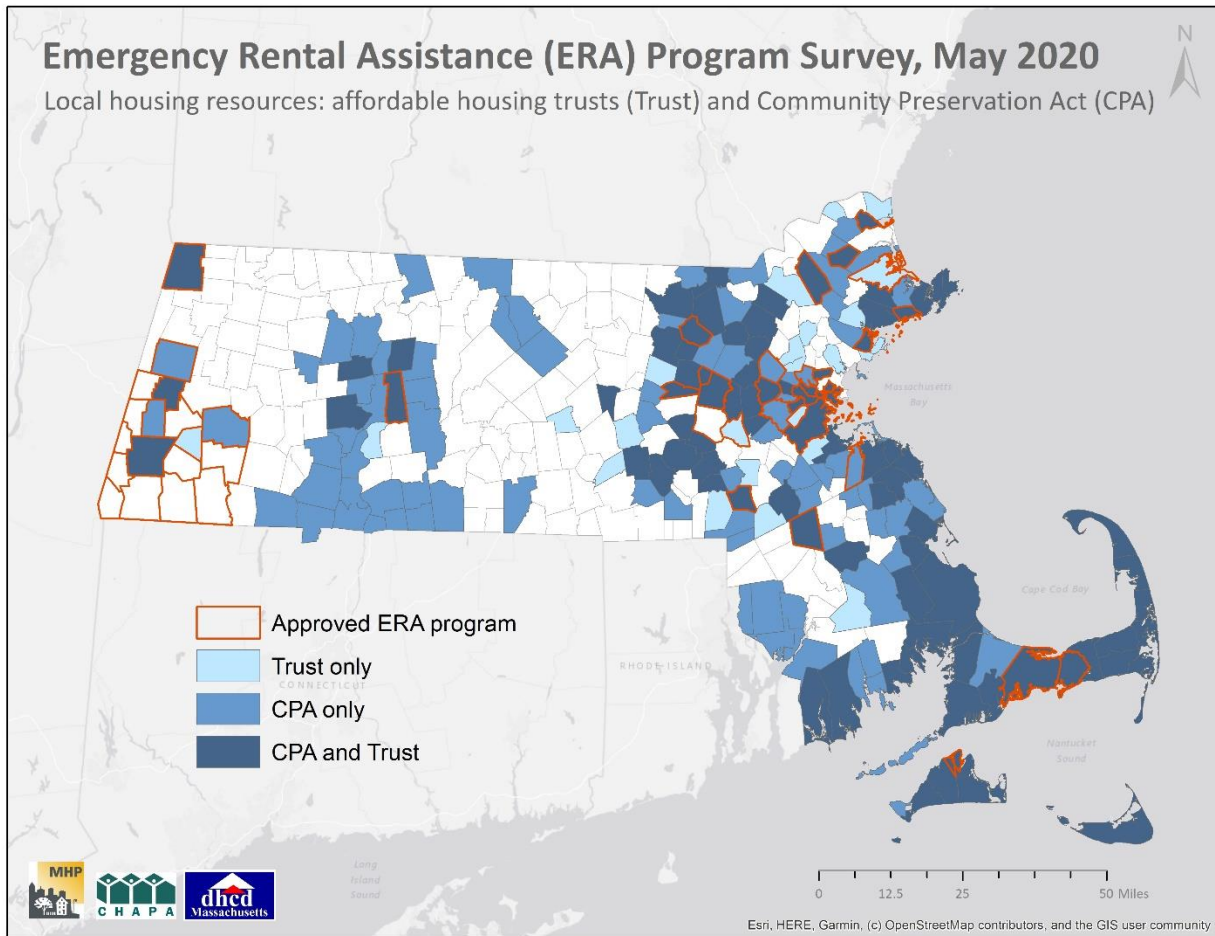 Emergency Rental Assistance (ERA) Program Survey, May 2020
Local housing resources: affordable housing trusts (Trust) and Community Preservation Act (CPA)
N
Massachusetts
Bay
Cape Cod Bay
Approved ERA program
Trust only
CONNECTICUT
RHODE ISLAND
CPA only
CPA and Trust
Nantucket
Sound
Long
Island
Sound
MHP
CHAPA
dhcd
Massachusetts
0 12.5 25 50 Miles
Esri, HERE, Garmin, (c) OpenStreetMap contributors, and the GIS user community